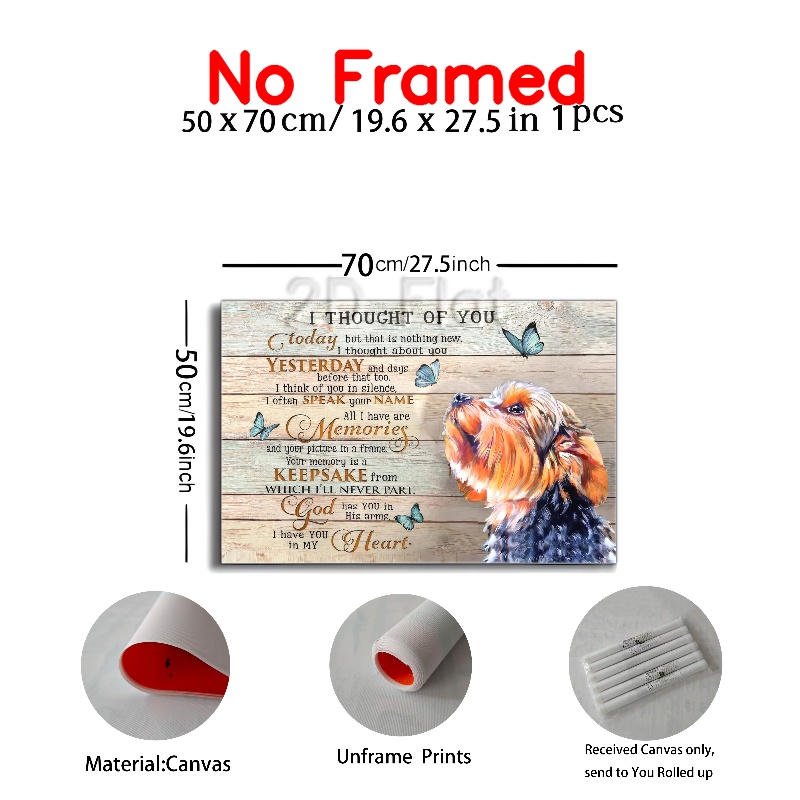 No Framed
50 x 70 cm/ 19.6 x 27.5 in 1pcs
70cm/27.5inch
2D Flat
50cm/19.6inch
I THOUGHT OF YOU
today but that is nothing new.
I thought about you
YESTERDAY and days
before that too.
I think of you in silence,
I often SPEAK your NAME
All I have are
Memories
and your picture in a frame.
Your memory is a
KEEPSAKE from
WHICH I'LL NEVER PART.
God has YOU in
His arms,
I have YOU
in MY Heart.
Material:Canvas
Unframe Prints
Received Canvas only,
send to You Rolled up